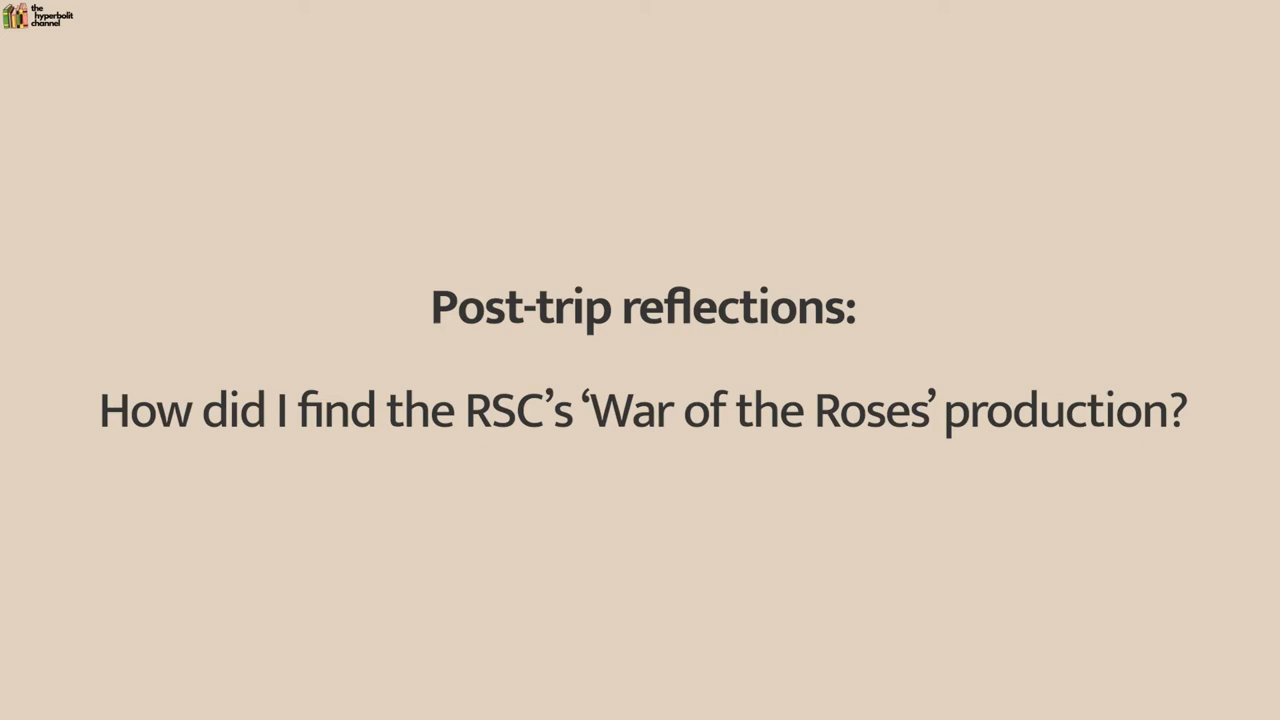 the
hyperbolit
channel
Post-trip reflections:
How did I find the RSC’s ‘War of the Roses’ production?